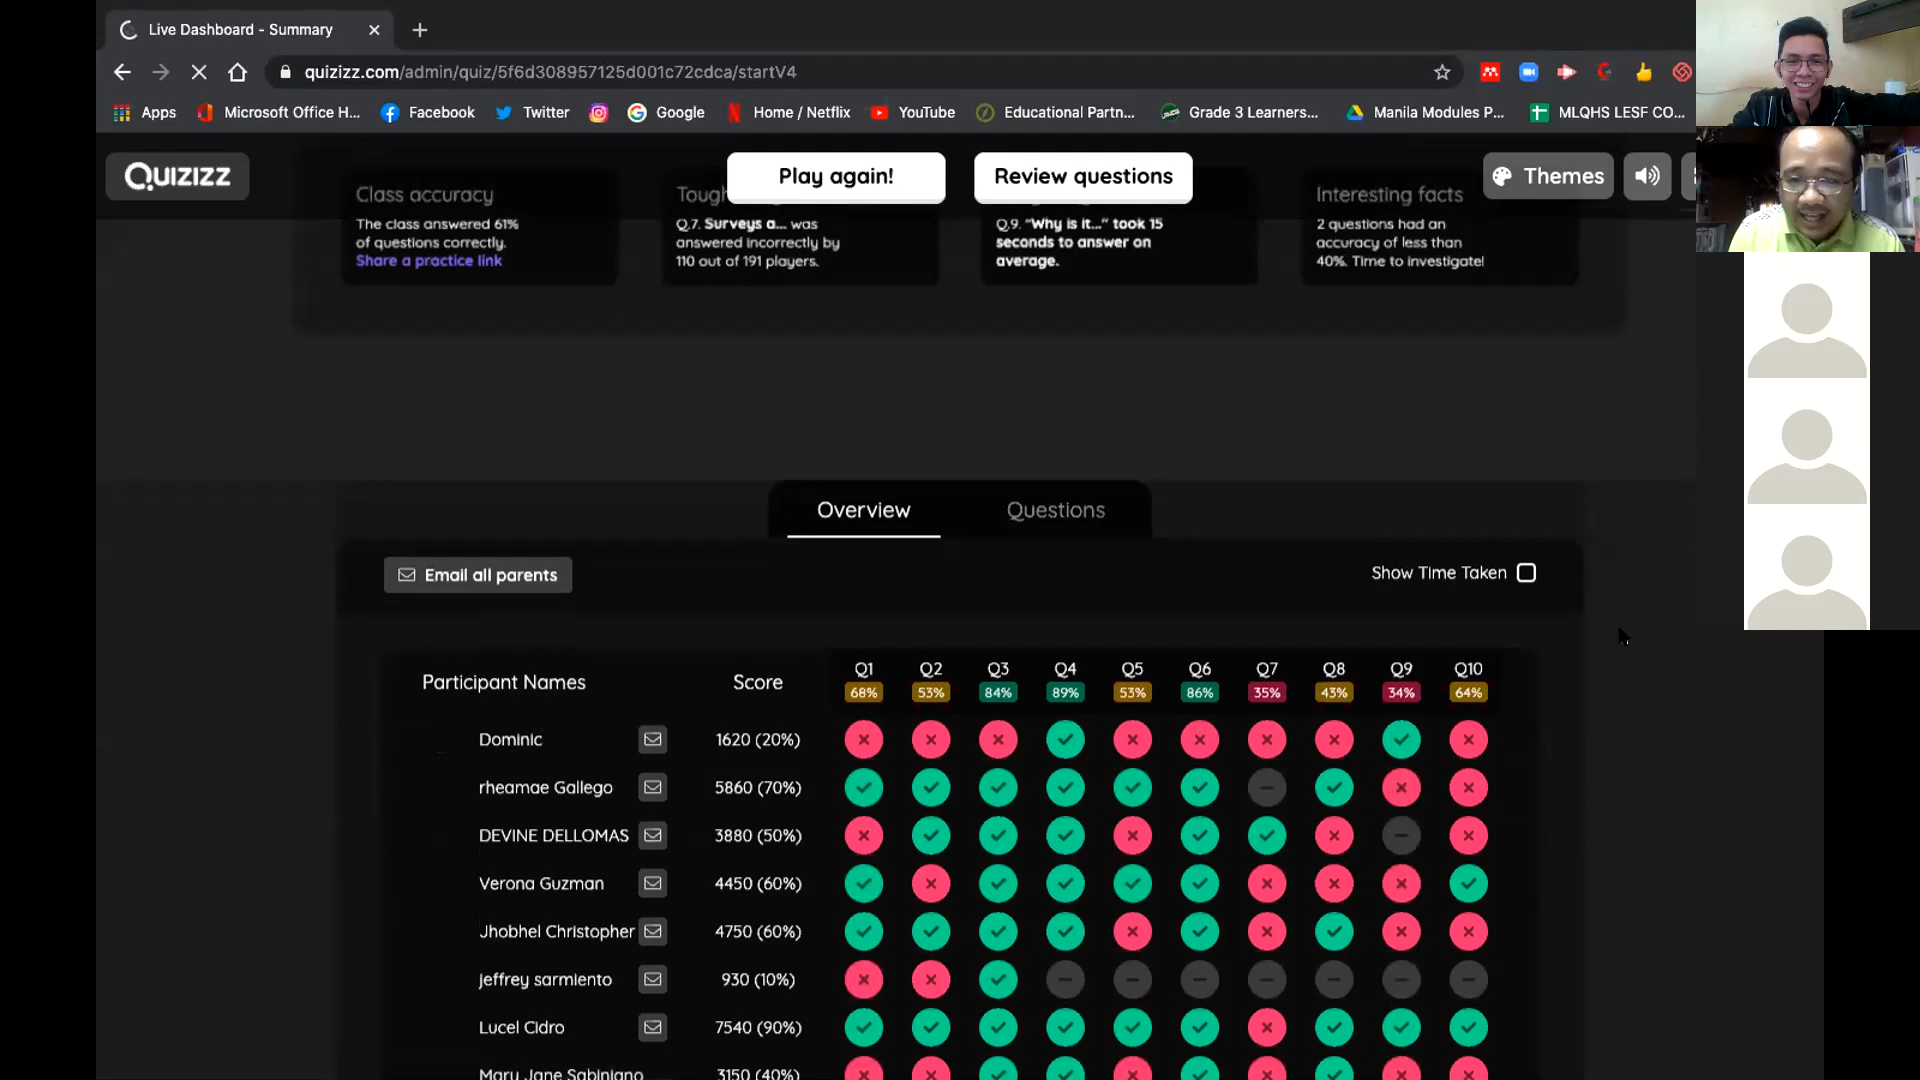 Live Dashboard - Summary
quizizz.com/admin/quiz/5f6d308957125d001c72cdca/startV4
Apps
Microsoft Office H...
Facebook
Twitter
Google
Home / Netflix
YouTube
Educational Partn...
Grade 3 Learners...
Manila Modules P...
MLQHS LESF CO...
Quizizz
Play again!
Review questions
Themes
Class accuracy
The class answered 61%
of questions correctly.
Share a practice link
Q.7. Surveys a... was
answered incorrectly by
110 out of 191 players.
Q.9. "Why is it..." took 15
seconds to answer on
average.
Interesting facts
2 questions had an
accuracy of less than
40%. Time to investigate!
Overview
Questions
Email all parents
Show Time Taken
Participant Names
Score
Q1 Q2 Q3 Q4 Q5 Q6 Q7 Q8 Q9 Q10
68% 53% 84% 89% 53% 86% 35% 43% 34% 64%
Dominic 1620 (20%)
rheamae Gallego 5860 (70%)
DEVINE DELLOMAS 3880 (50%)
Verona Guzman 4450 (60%)
Jhobhel Christopher 4750 (60%)
jeffrey sarmiento 930 (10%)
Lucel Cidro 7540 (90%)
Mary Jane Sabiniano 3150 (40%)